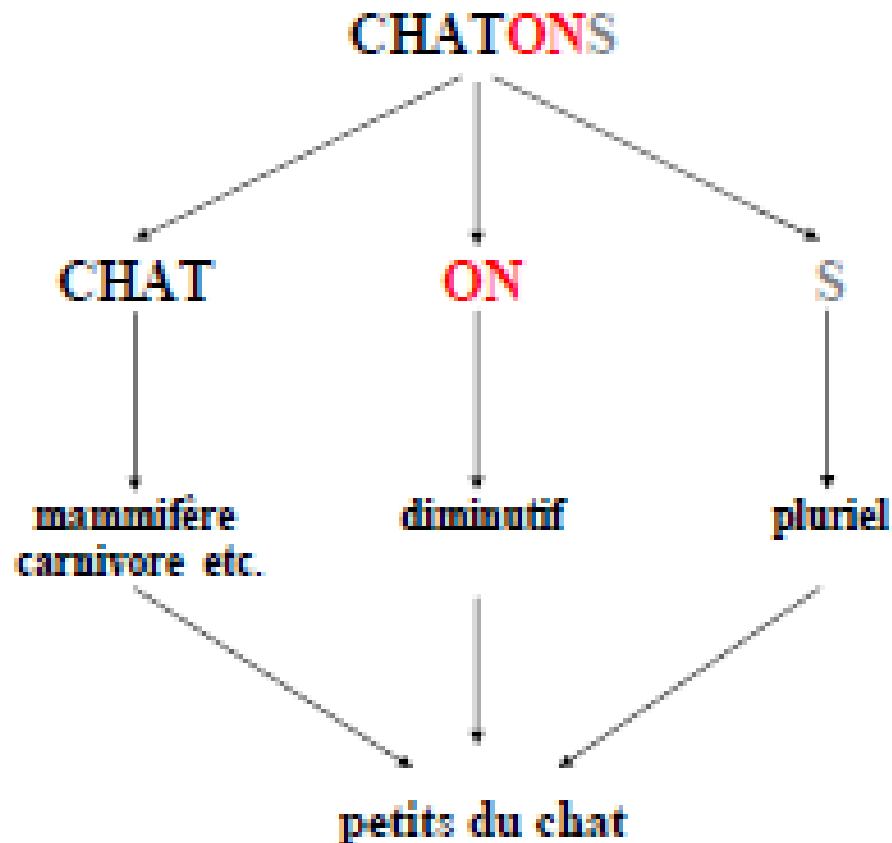 CHATONS
CHAT ON S
mammifère diminutif pluriel
carnivore etc.
petits du chat